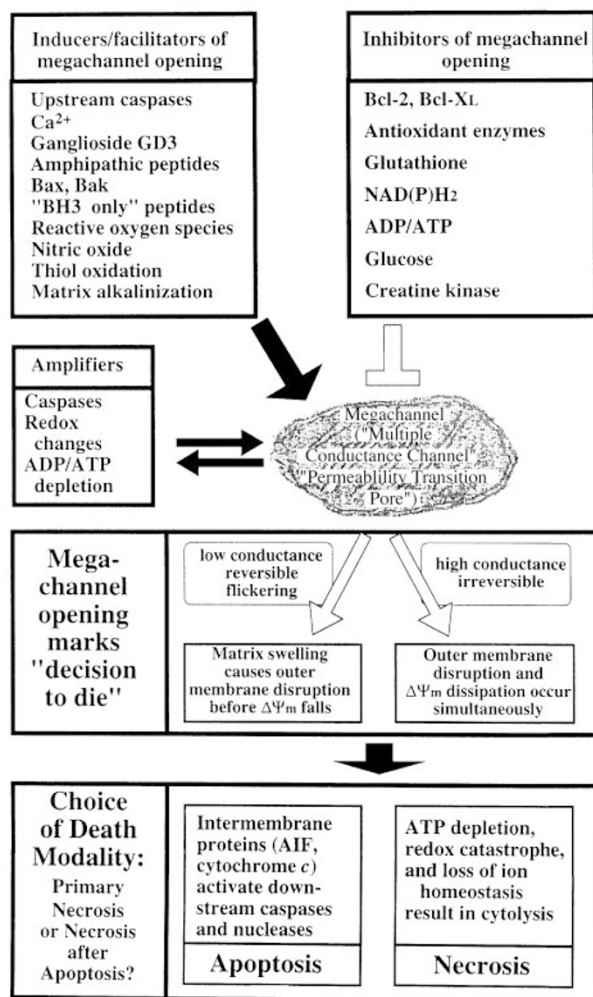 Inducers/facilitators of
megachannel opening
Upstream caspases
Ca²⁺
Ganglioside GD3
Amphipathic peptides
Bax, Bak
"BH3 only" peptides
Reactive oxygen species
Nitric oxide
Thiol oxidation
Matrix alkalinization
Inhibitors of megachannel
opening
Bcl-2, Bcl-XL
Antioxidant enzymes
Glutathione
NAD(P)H2
ADP/ATP
Glucose
Creatine kinase
Amplifiers
Caspases
Redox
changes
ADP/ATP
depletion
Megachannel
("Multiple
Conductance Channel"
"Permeablility Transition
Pore")
Mega-
channel
opening
marks
"decision
to die"
low conductance
reversible
flickering
high conductance
irreversible
Matrix swelling
causes outer
membrane disruption
before ΔΨm falls
Outer membrane
disruption and
ΔΨm dissipation occur
simultaneously
Choice
of Death
Modality:
Primary
Necrosis
or Necrosis
after
Apoptosis?
Intermembrane
proteins (AIF,
cytochrome c)
activate down-
stream caspases
and nucleases
Apoptosis
ATP depletion,
redox catastrophe,
and loss of ion
homeostasis
result in cytolysis
Necrosis